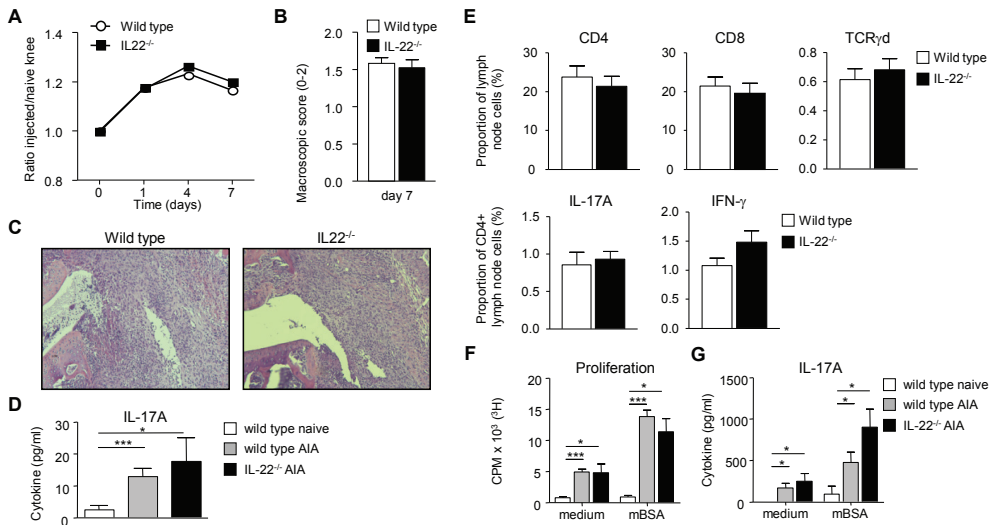 A
Wild type
IL22-/-
Ratio injected/naive knee
1.4
1.2
1.0
0.8
0 1 4 7
Time (days)
B
Wild type
IL-22-/-
Macroscopic score (0-2)
2.0
1.5
1.0
0.5
0.0
day 7
C
Wild type IL22-/-
D
IL-17A
Cytokine (pg/ml)
30
20
10
0
* 
***
wild type naive
wild type AIA
IL-22-/- AIA
E
CD4
Proportion of lymph
node cells (%)
30
20
10
0
CD8
30
20
10
0
TCRγd
0.8
0.6
0.4
0.2
0.0
Wild type
IL-22-/-
IL-17A
Proportion of CD4+
lymph node cells (%)
1.5
1.0
0.5
0.0
IFN-γ
2.0
1.5
1.0
0.5
0.0
Wild type
IL-22-/-
F
Proliferation
CPM x 10³ (³H)
20
15
10
5
0
*
***
*
***
medium mBSA
G
IL-17A
Cytokine (pg/ml)
1500
1000
500
0
*
*
*
*
medium mBSA
wild type naive
wild type AIA
IL-22-/- AIA